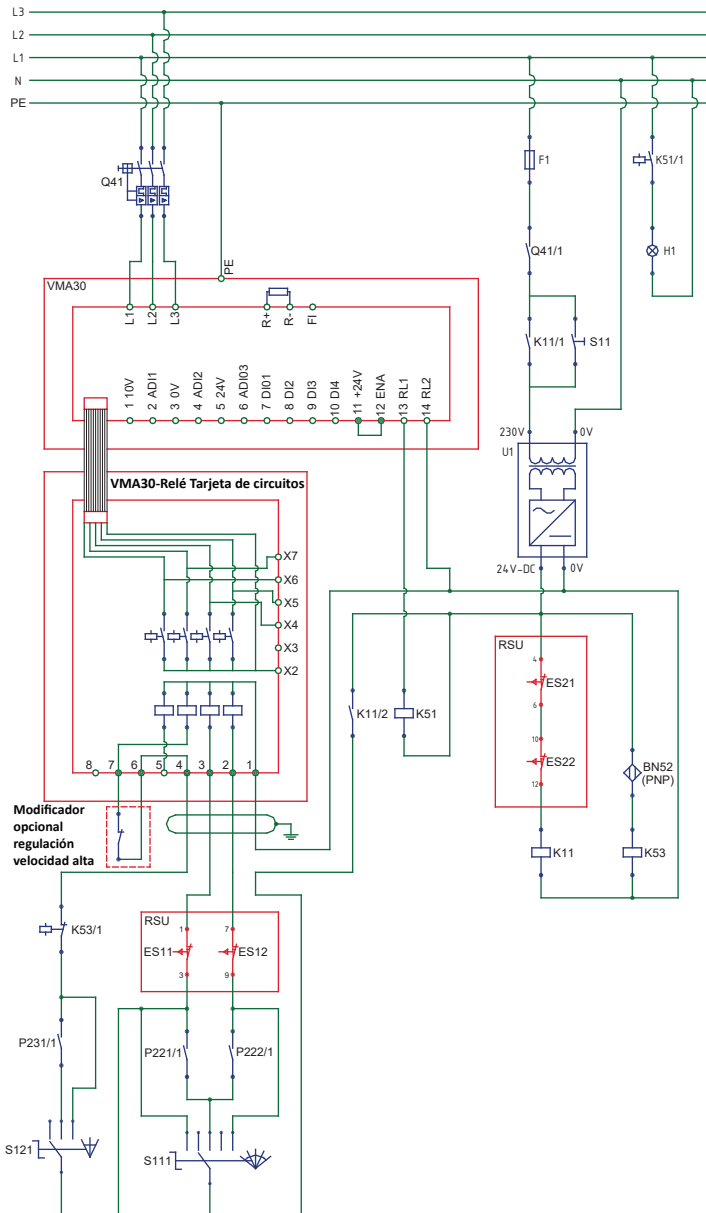 L3
L2
L1
N
PE
Q41
F1
K51/1
Q41/1
H1
PE
VMA30
L1
L2
L3
R+
R-
FI
K11/1
S11
1 10V
2 ADI1
3 0V
4 ADI2
5 24V
6 ADI03
7 DI01
8 DI2
9 DI3
10 DI4
11 +24V
12 ENA
13 RL1
14 RL2
230V
0V
U1
VMA30-Relé Tarjeta de circuitos
X7
X6
X5
X4
X3
X2
24V-DC
0V
RSU
4
ES21
6
K11/2
K51
10
ES22
12
BN52
(PNP)
8
7
6
5
4
3
2
1
Modificador
opcional
regulación
velocidad alta
K11
K53
RSU
K53/1
1
7
ES11
ES12
3
9
P231/1
P221/1
P222/1
S121
S111